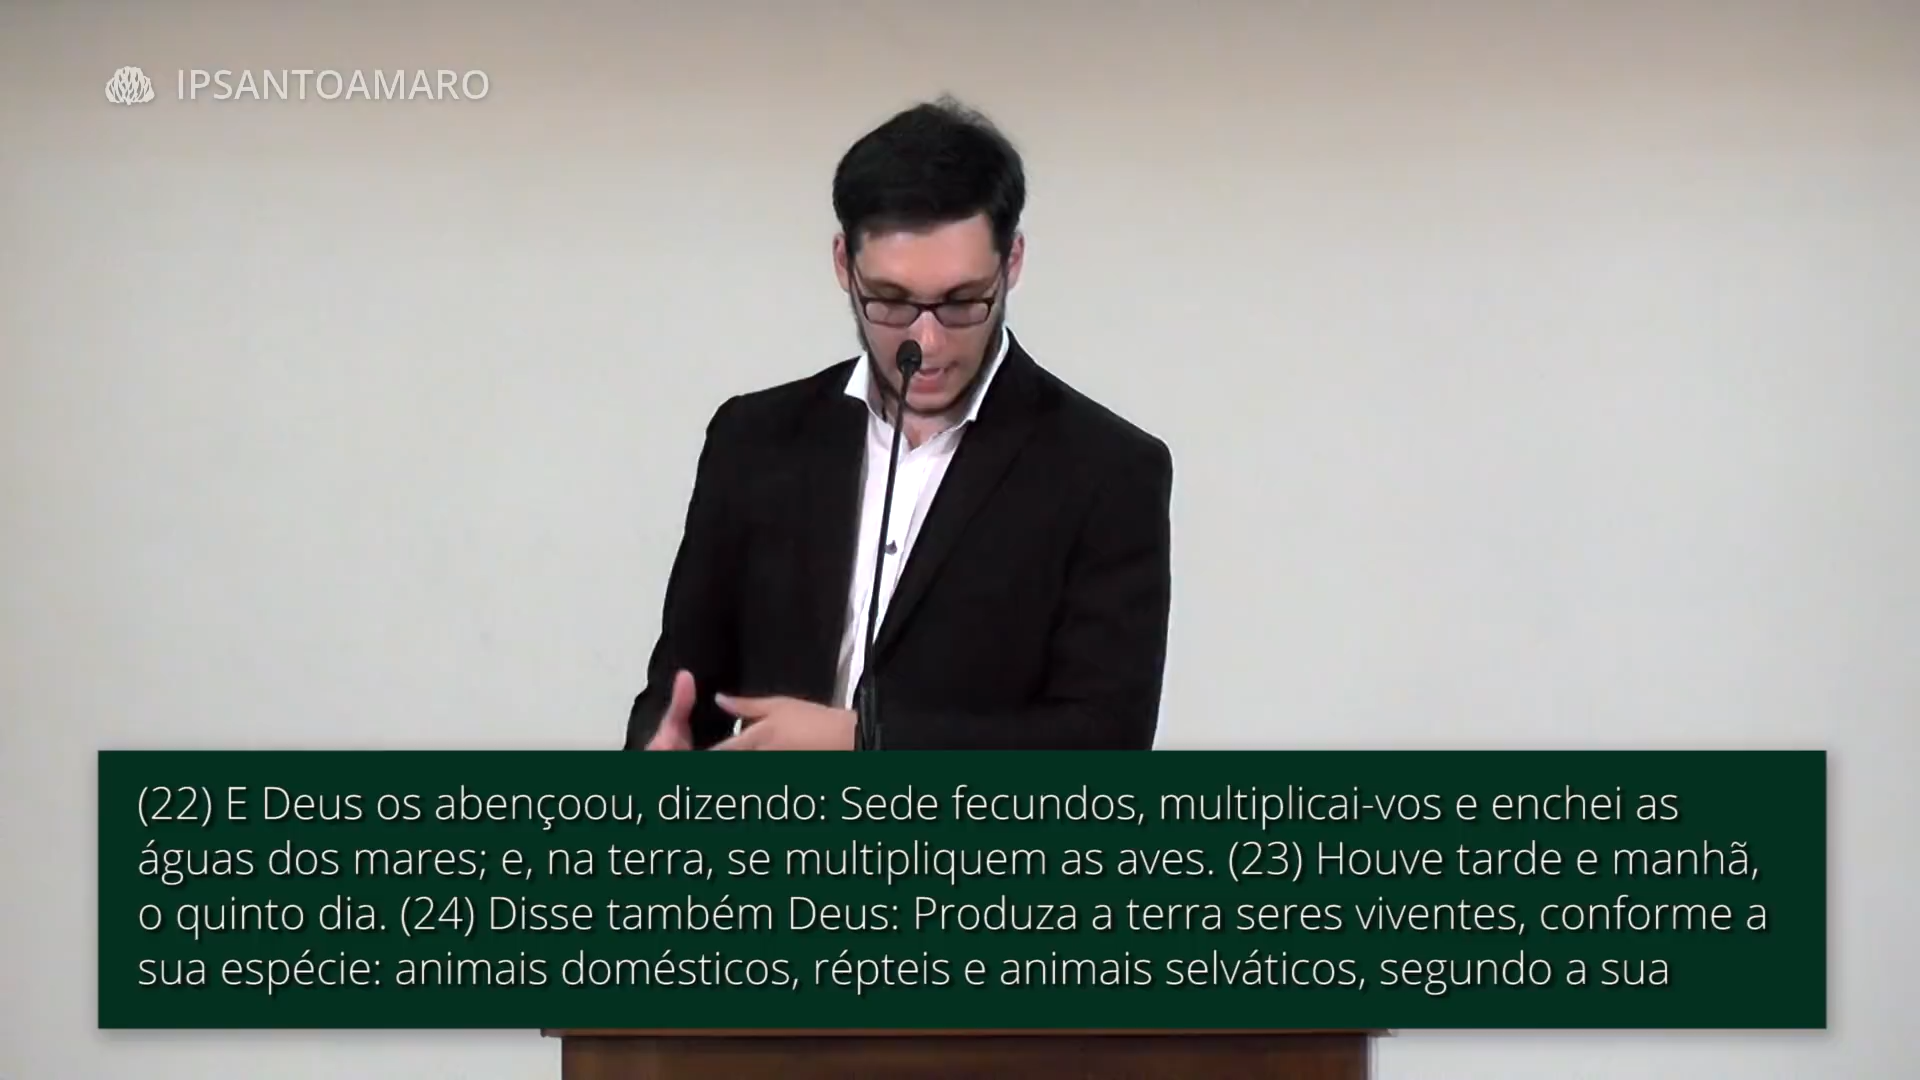 IPSANTOAMARO
(22) E Deus os abençoou, dizendo: Sede fecundos, multiplicai-vos e enchei as
águas dos mares; e, na terra, se multipliquem as aves. (23) Houve tarde e manhã,
o quinto dia. (24) Disse também Deus: Produza a terra seres viventes, conforme a
sua espécie: animais domésticos, répteis e animais selváticos, segundo a sua